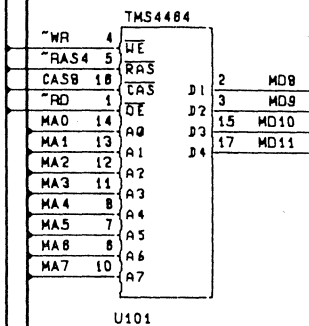 TMS4464
~WR 4 WE
~RAS4 5 RAS
CASB 16 CAS D1 2 MD8
~RD 1 OE D2 3 MD9
MA0 14 A0 D3 15 MD10
MA1 13 A1 D4 17 MD11
MA2 12 A2
MA3 11 A3
MA4 8 A4
MA5 7 A5
MA6 6 A6
MA7 10 A7
U101